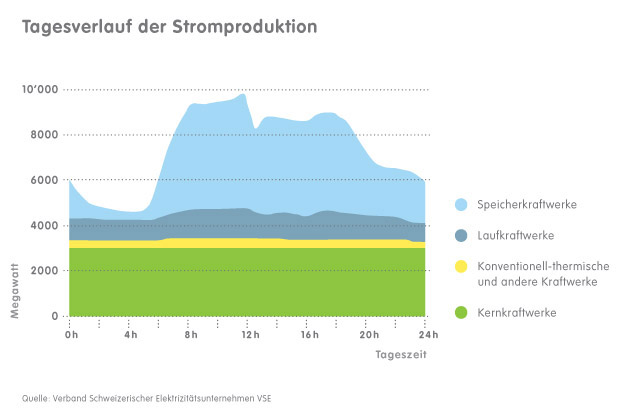 Tagesverlauf der Stromproduktion
10’000
8000
6000
4000
2000
0
Megawatt
0h 4h 8h 12h 16h 20h 24h
Tageszeit
Speicherkraftwerke
Laufkraftwerke
Konventionell-thermische
und andere Kraftwerke
Kernkraftwerke
Quelle: Verband Schweizerischer Elektrizitätsunternehmen VSE